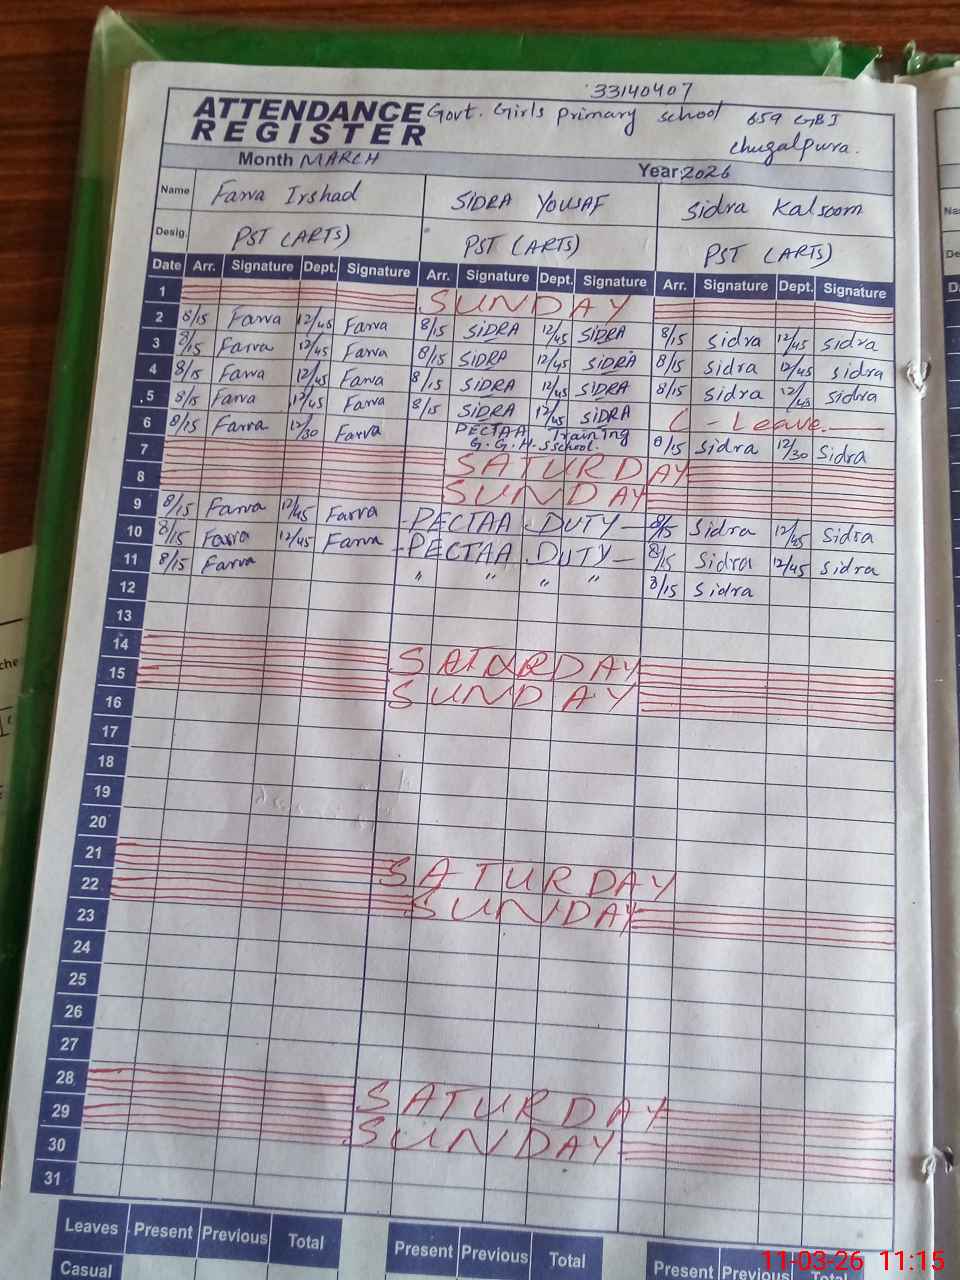 33140407
ATTENDANCE Govt. Girls Primary school 659 GB I
REGISTER chugalpura.
Month MARCH Year 2026
Name Farva Irshad SIDRA YOUSAF Sidra Kalsoom
Desig. PST (ARTS) PST (ARTS) PST (ARTS)
Date Arr. Signature Dept. Signature Arr. Signature Dept. Signature Arr. Signature Dept. Signature
1 SUNDAY
2 8/15 Farva 12/45 Farva 8/15 SIDRA 12/45 SIDRA 8/15 Sidra 12/45 Sidra
3 8/15 Farva 12/45 Farva 8/15 SIDRA 12/45 SIDRA 8/15 Sidra 12/45 Sidra
4 8/15 Farva 12/45 Farva 8/15 SIDRA 12/45 SIDRA 8/15 Sidra 12/45 Sidra
5 8/15 Farva 12/45 Farva 8/15 SIDRA 12/45 SIDRA C - Leave.
6 8/15 Farva 12/30 Farva PECTAA Training 8/15 Sidra 12/30 Sidra
G.G.H.S school.
7 SATURDAY
8 SUNDAY
9 8/15 Farva 12/45 Farva - PECTAA . DUTY - 8/15 Sidra 12/45 Sidra
10 8/15 Farva 12/45 Farva - PECTAA . DUTY - 8/15 Sidra 12/45 Sidra
11 8/15 Farva " " " " 8/15 Sidra
12
13
14 SATURDAY
15 SUNDAY
16
17
18
19
20
21 SATURDAY
22 SUNDAY
23
24
25
26
27
28 SATURDAY
29 SUNDAY
30
31
Leaves Present Previous Total Present Previous Total Present Previous Total
Casual
11-03-26 11:15